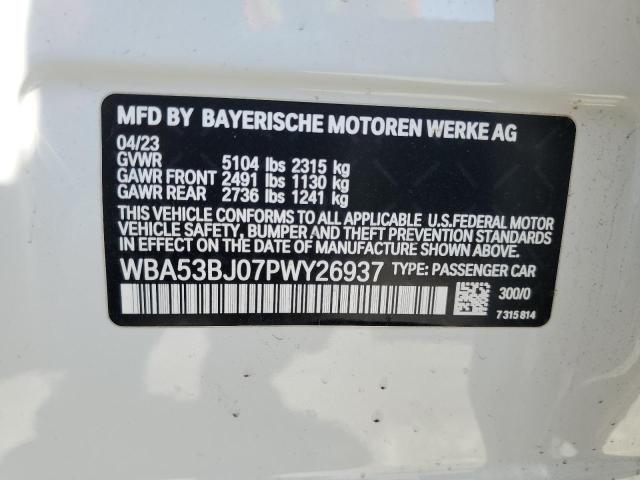 MFD BY BAYERISCHE MOTOREN WERKE AG
04/23
GVWR 5104 lbs 2315 kg
GAWR FRONT 2491 lbs 1130 kg
GAWR REAR 2736 lbs 1241 kg
THIS VEHICLE CONFORMS TO ALL APPLICABLE U.S.FEDERAL MOTOR
VEHICLE SAFETY, BUMPER AND THEFT PREVENTION STANDARDS
IN EFFECT ON THE DATE OF MANUFACTURE SHOWN ABOVE.
WBA53BJ07PWY26937 TYPE: PASSENGER CAR
300/0
7 315 814